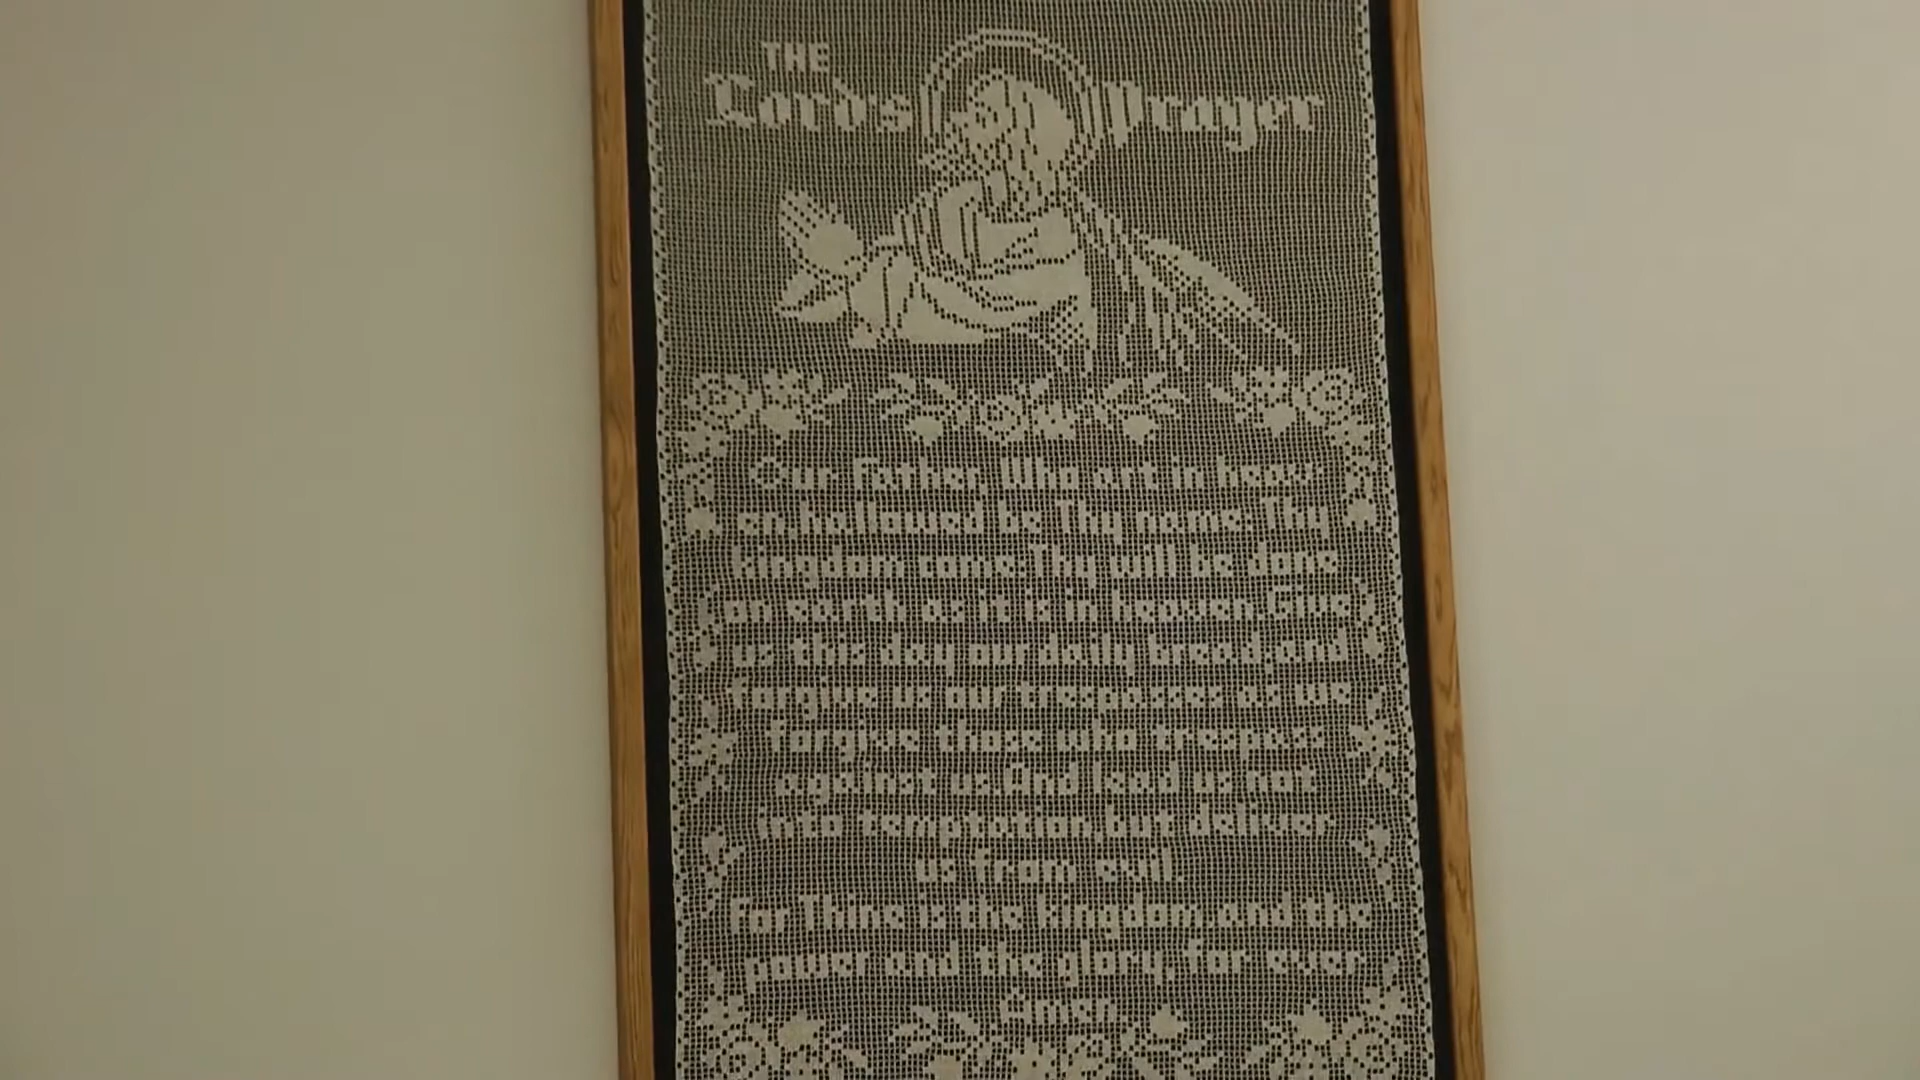 THE
Lord's Prayer
Our Father, Who art in heav
en, hallowed be Thy name; Thy
kingdom come; Thy will be done
on earth as it is in heaven. Give
us this day our daily bread; and
forgive us our trespasses as we
forgive those who trespass
against us. And lead us not
into temptation, but deliver
us from evil.
For Thine is the kingdom, and the
power and the glory, for ever
Amen.